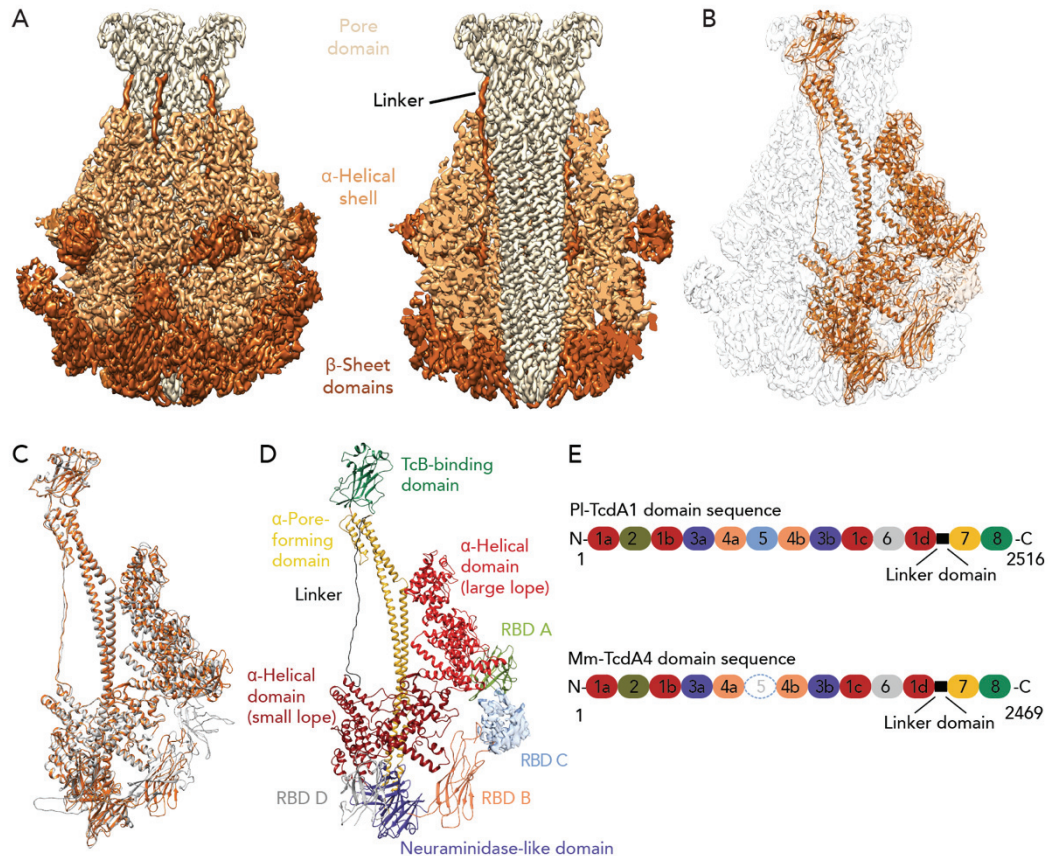 A
Pore
domain
Linker
α-Helical
shell
β-Sheet
domains
B
C
D
TcB-binding
domain
α-Pore-
forming
domain
Linker
α-Helical
domain
(large lope)
RBD A
α-Helical
domain
(small lope)
RBD C
RBD D
RBD B
Neuraminidase-like domain
E
Pl-TcdA1 domain sequence
N- 1a 2 1b 3a 4a 5 4b 3b 1c 6 1d 7 8 -C
1 2516
Linker domain
Mm-TcdA4 domain sequence
N- 1a 2 1b 3a 4a 5 4b 3b 1c 6 1d 7 8 -C
1 2469
Linker domain